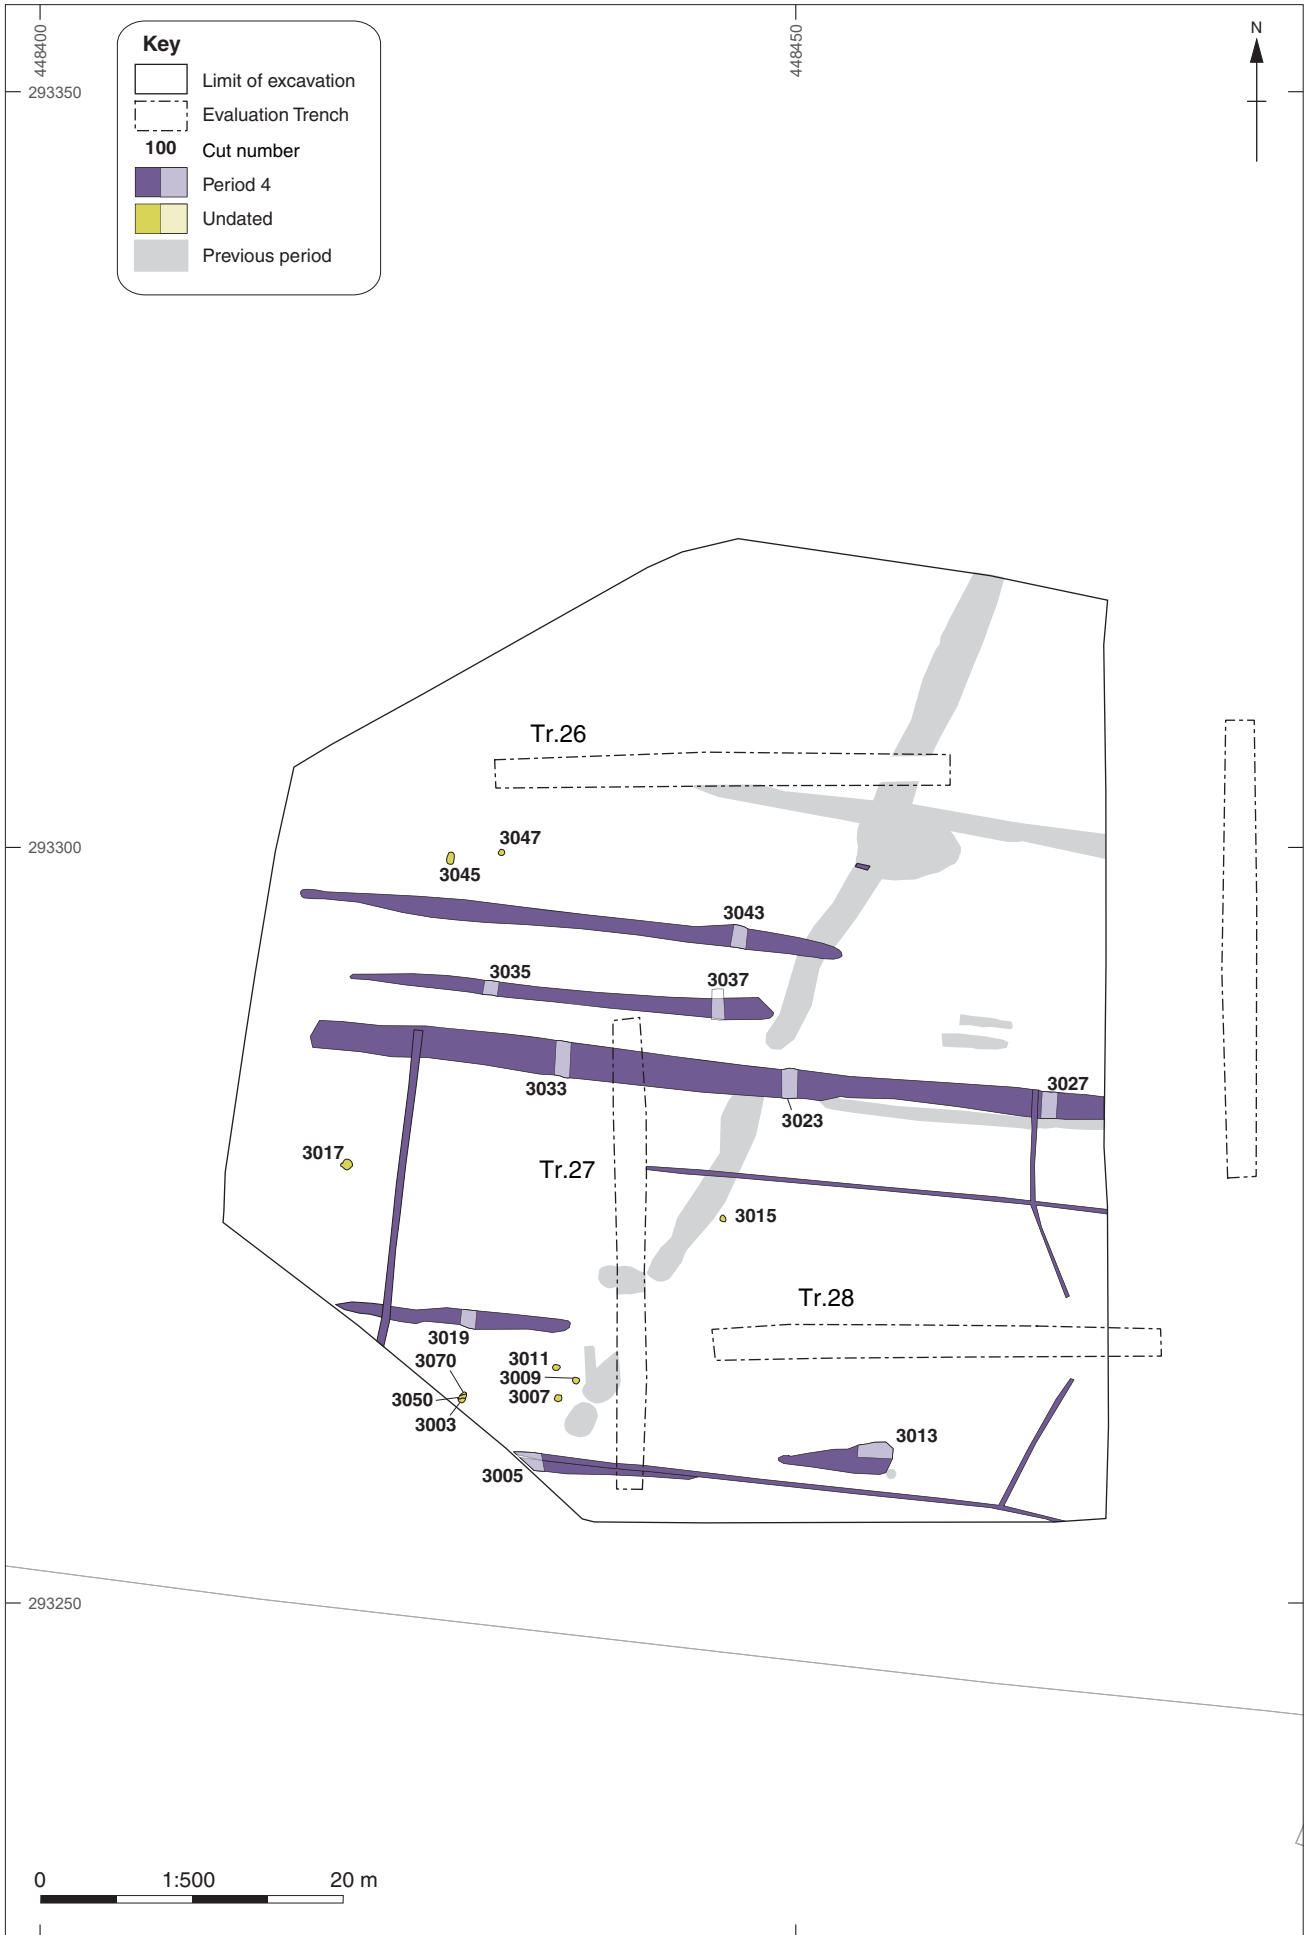 448400
448450
N
Key
Limit of excavation
293350
Evaluation Trench
100 Cut number
Period 4
Undated
Previous period
Tr.26
3047
293300
3045
3043
3035
3037
3033
3027
3023
3017
Tr.27
3015
Tr.28
3019
3070
3011
3009
3050
3007
3003
3013
3005
293250
0 1:500 20 m